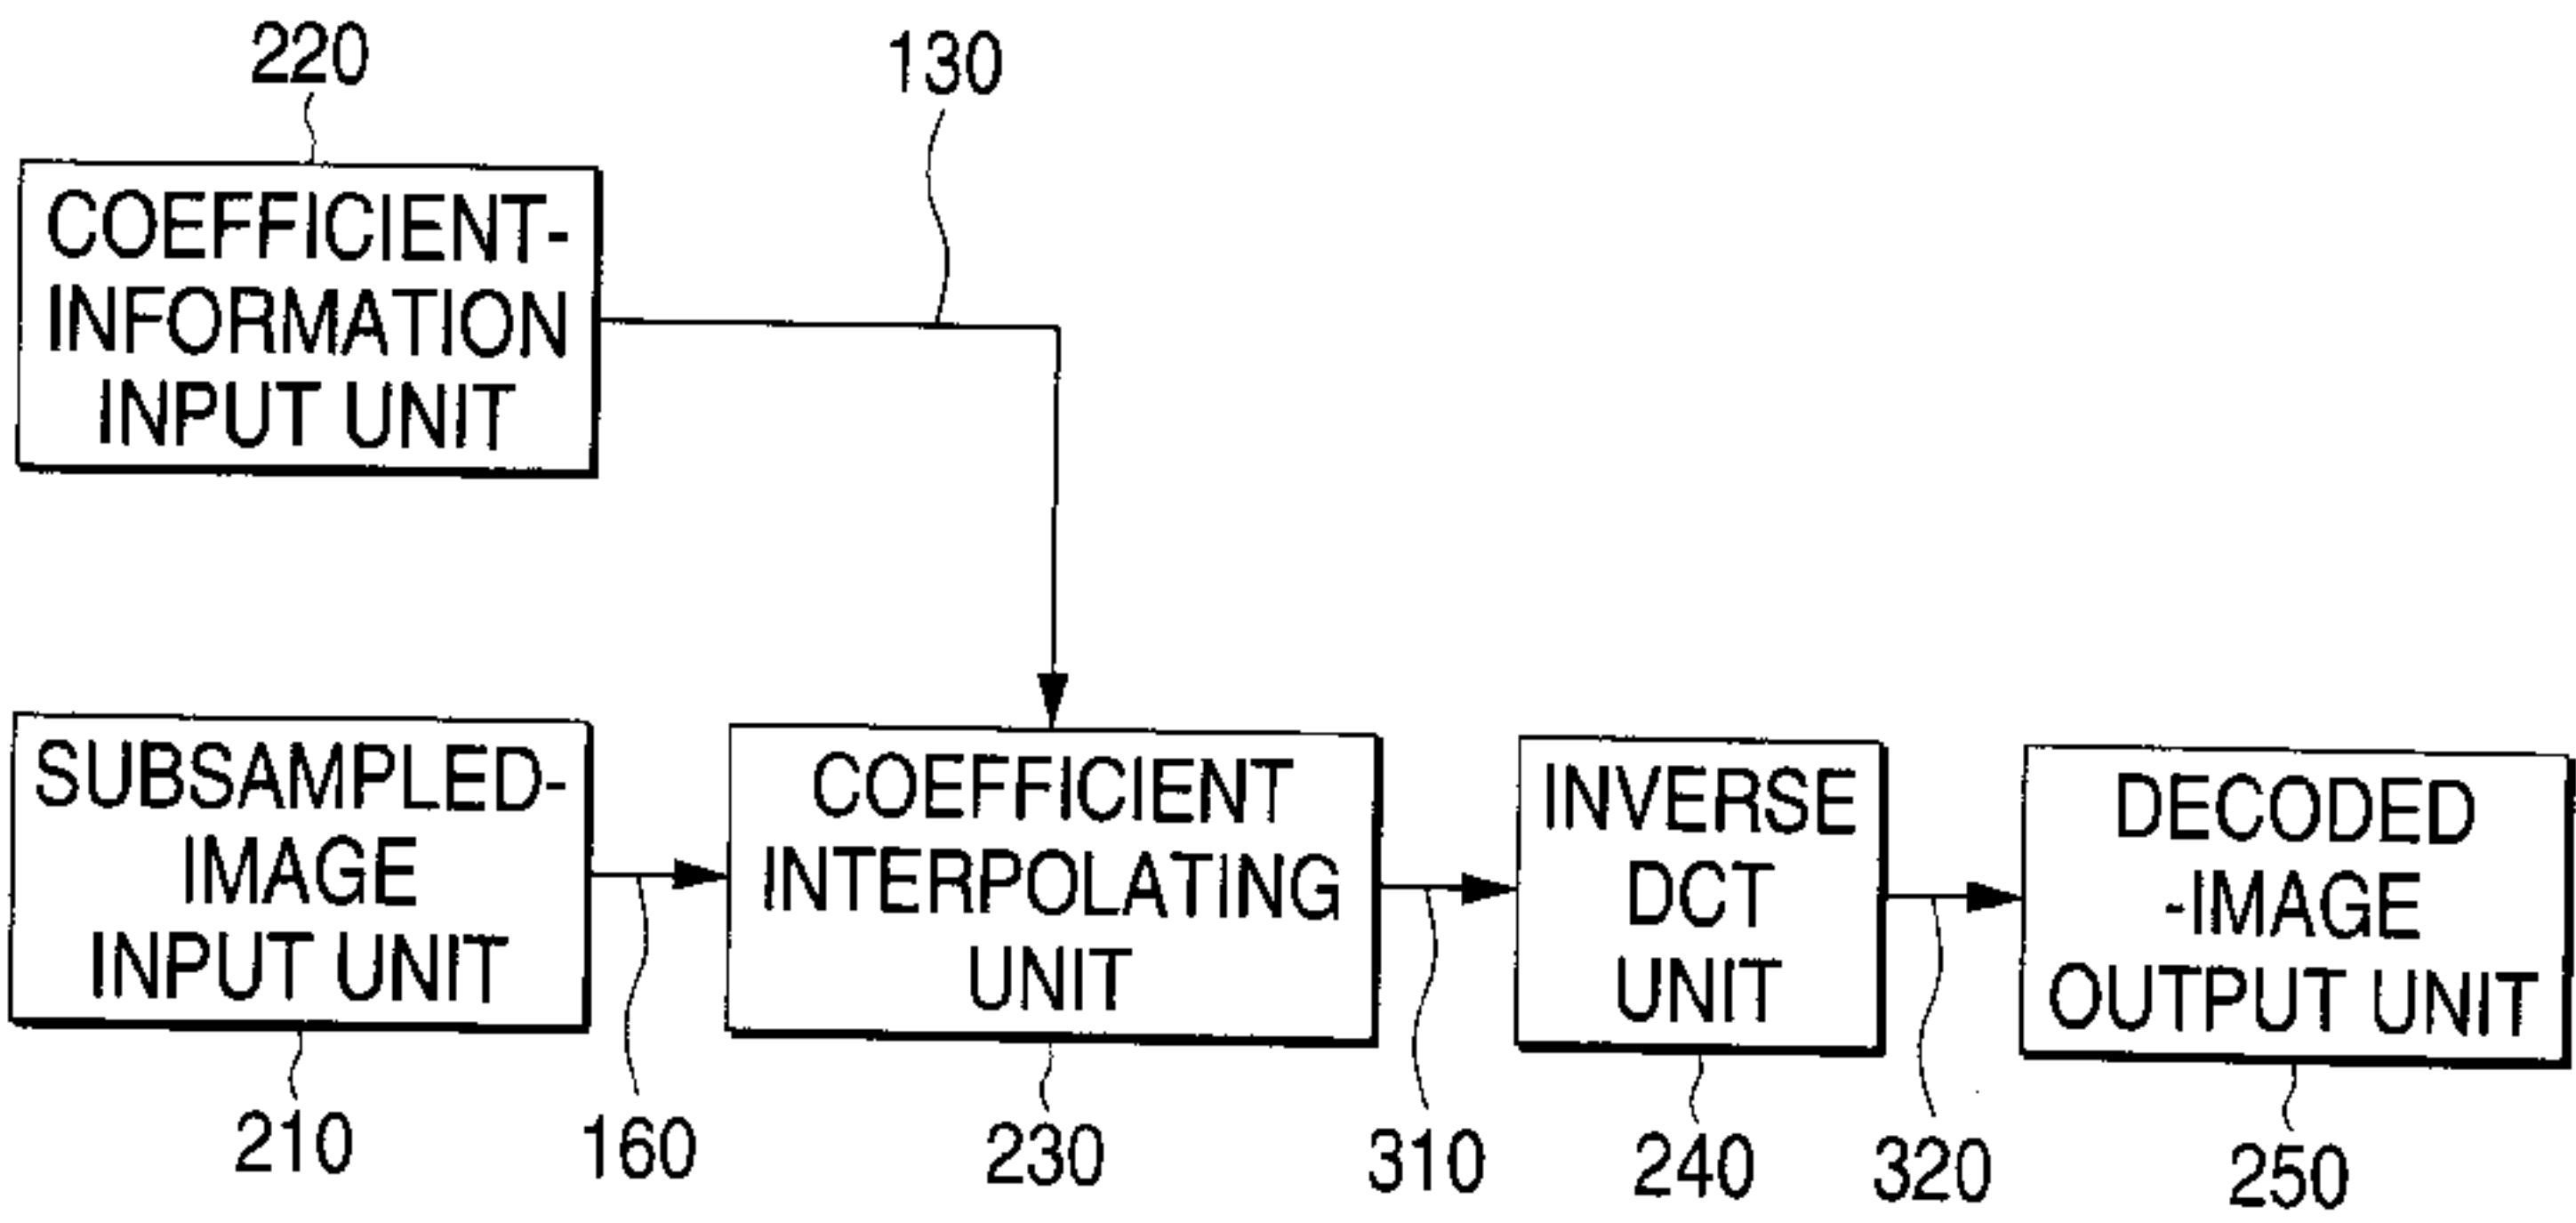 220
130
COEFFICIENT-
INFORMATION
INPUT UNIT
SUBSAMPLED-
IMAGE
INPUT UNIT
COEFFICIENT
INTERPOLATING
UNIT
INVERSE
DCT
UNIT
DECODED
-IMAGE
OUTPUT UNIT
210
160
230
310
240
320
250